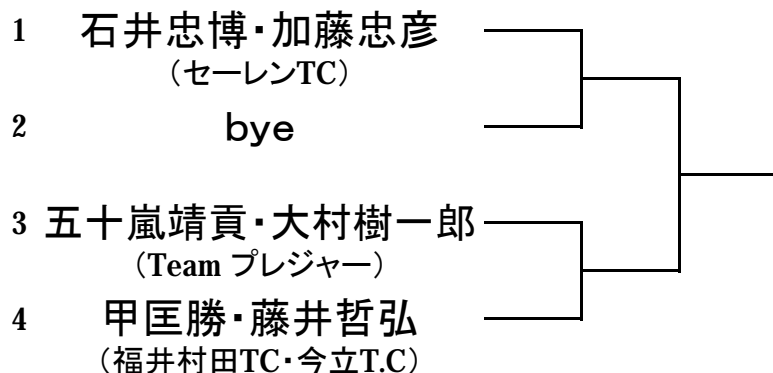 1 石井忠博・加藤忠彦
（セーレンTC）
2 bye
3 五十嵐靖貢・大村樹一郎
（Team プレジャー）
4 甲匡勝・藤井哲弘
（福井村田TC・今立T.C）